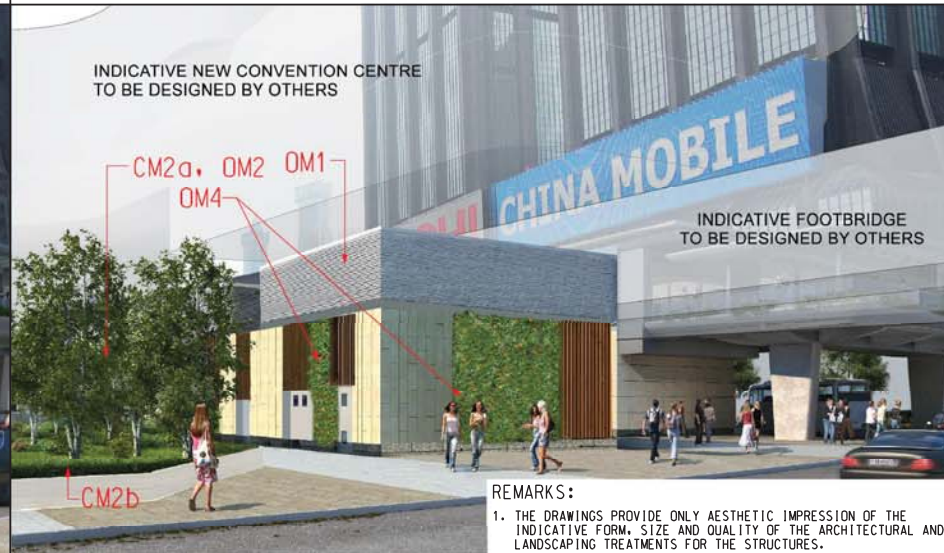 INDICATIVE NEW CONVENTION CENTRE
TO BE DESIGNED BY OTHERS
CM2a, OM2 OM1
OM4
CHINA MOBILE
INDICATIVE FOOTBRIDGE
TO BE DESIGNED BY OTHERS
CM2b
REMARKS:
1. THE DRAWINGS PROVIDE ONLY AESTHETIC IMPRESSION OF THE
INDICATIVE FORM, SIZE AND QUALITY OF THE ARCHITECTURAL AND
LANDSCAPING TREATMENTS FOR THE STRUCTURES.